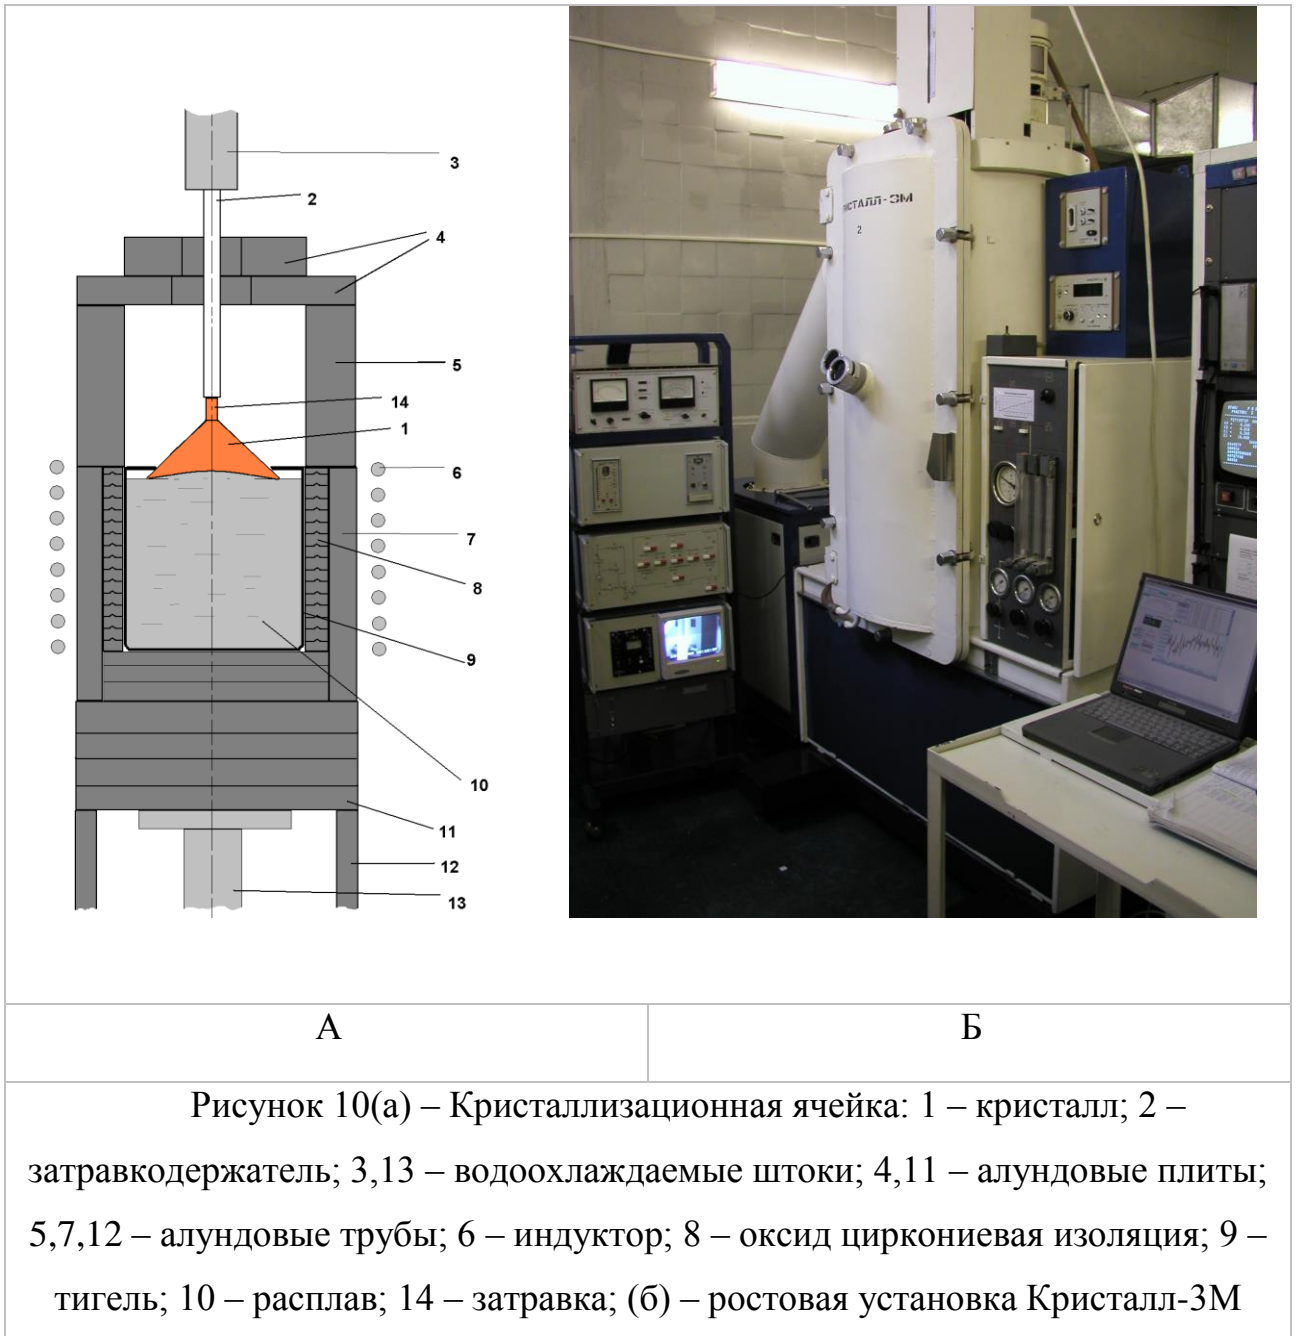 3
2
4
5
14
1
6
7
8
9
10
11
12
13
РИСТАЛЛ-3М
2
А
Б
Рисунок 10(а) – Кристаллизационная ячейка: 1 – кристалл; 2 –
затравкодержатель; 3,13 – водоохлаждаемые штоки; 4,11 – алундовые плиты;
5,7,12 – алундовые трубы; 6 – индуктор; 8 – оксид циркониевая изоляция; 9 –
тигель; 10 – расплав; 14 – затравка; (б) – ростовая установка Кристалл-3М